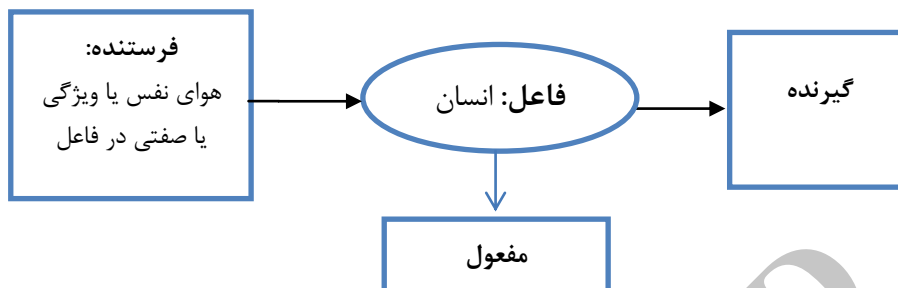 فرستنده:
هوای نفس یا ویژگی
یا صفتی در فاعل
فاعل: انسان
گیرنده
مفعول